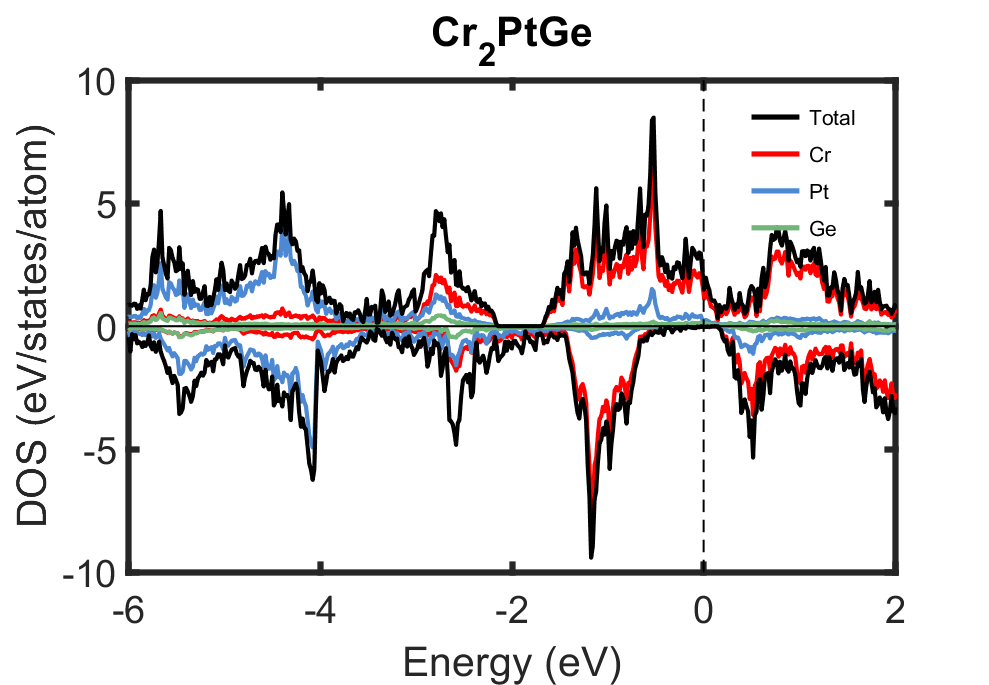 Cr2PtGe
10
5
0
-5
-10
DOS (eV/states/atom)
Total
Cr
Pt
Ge
-6 -4 -2 0 2
Energy (eV)